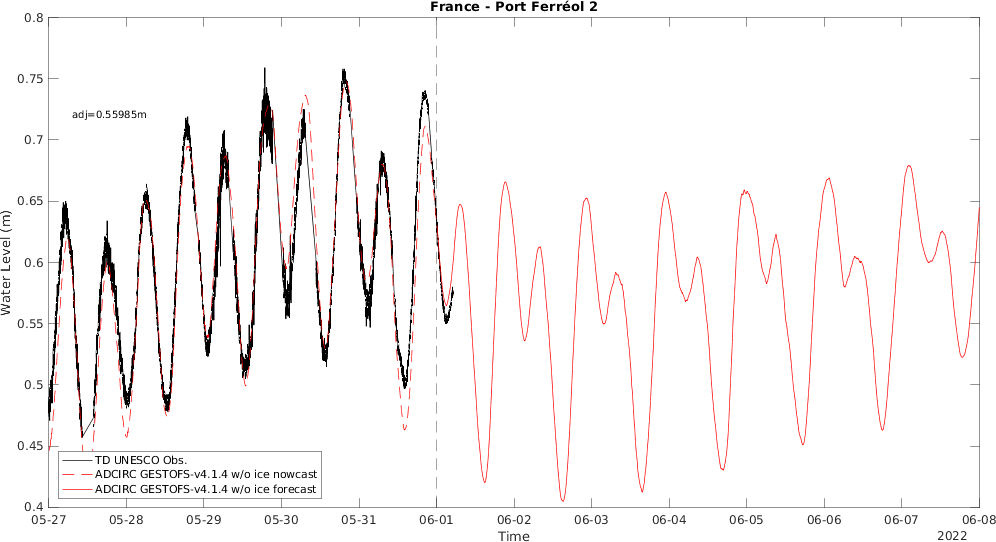 France - Port Ferréol 2
0.8
0.75
0.7
0.65
0.6
0.55
0.5
0.45
0.4
Water Level (m)
adj=0.55985m
TD UNESCO Obs.
ADCIRC GESTOFS-v4.1.4 w/o ice nowcast
ADCIRC GESTOFS-v4.1.4 w/o ice forecast
05-27 05-28 05-29 05-30 05-31 06-01 06-02 06-03 06-04 06-05 06-06 06-07 06-08
Time
2022